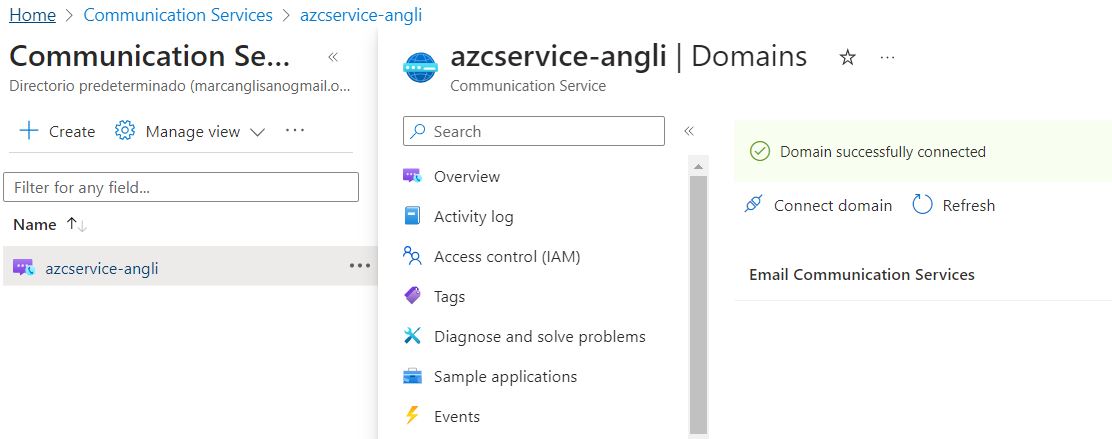 Home > Communication Services > azcservice-angli
Communication Se...
Directorio predeterminado (marcanglisanogmail.o...
Create
Manage view
Filter for any field...
Name
azcservice-angli
azcservice-angli | Domains
Communication Service
Search
Overview
Activity log
Access control (IAM)
Tags
Diagnose and solve problems
Sample applications
Events
Domain successfully connected
Connect domain
Refresh
Email Communication Services